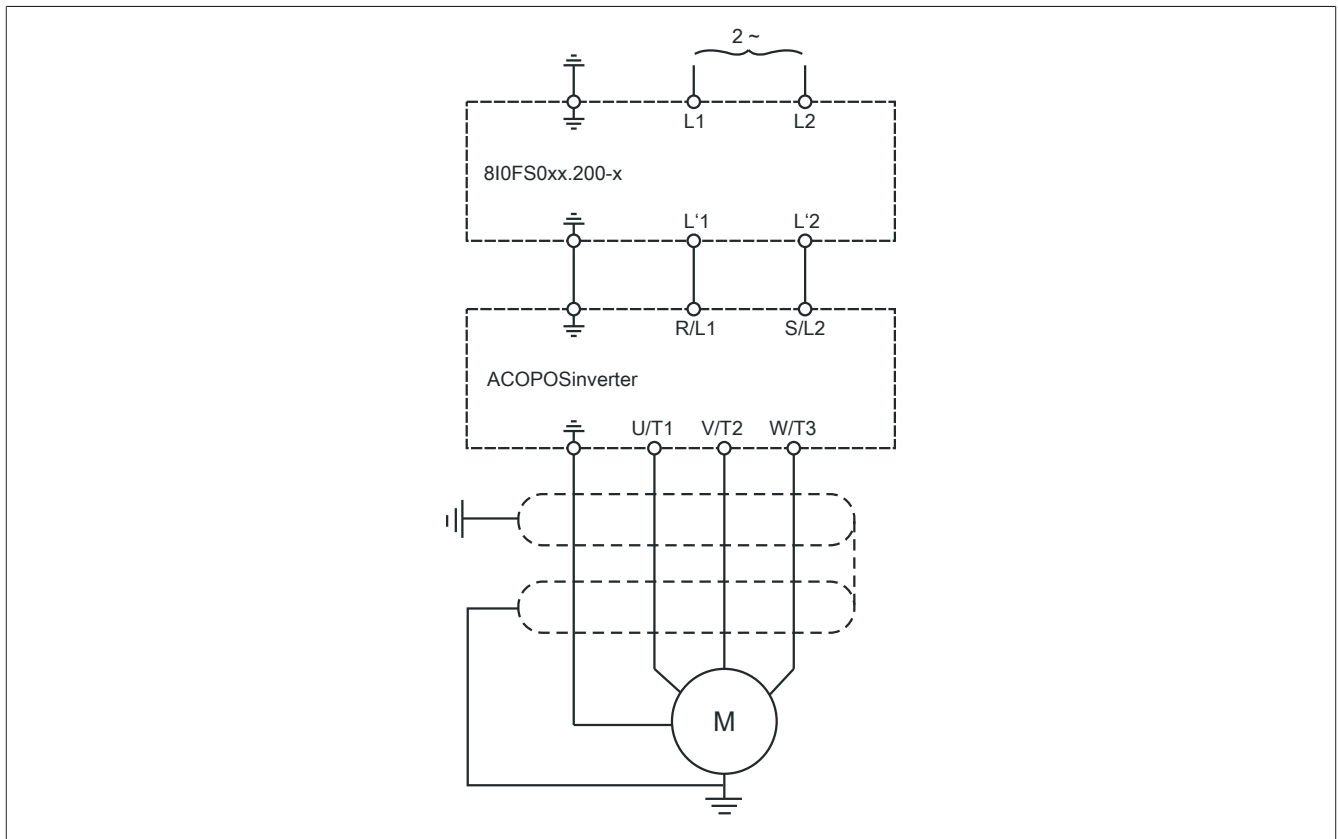 2 ~
L1 L2
8I0FS0xx.200-x
L‘1 L‘2
R/L1 S/L2
ACOPOSinverter
U/T1 V/T2 W/T3
M